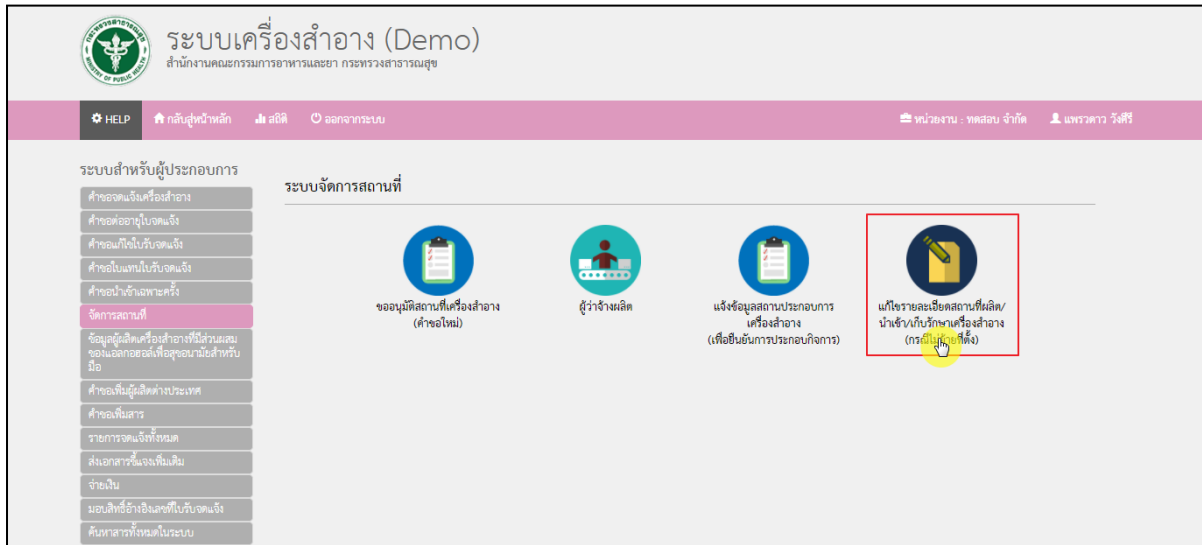 ระบบเครื่องสำอาง (Demo)
สำนักงานคณะกรรมการอาหารและยา กระทรวงสาธารณสุข
MINISTRY OF PUBLIC HEALTH
HELP กลับสู่หน้าหลัก สถิติ ออกจากระบบ หน่วยงาน : ทดสอบ จำกัด แพรวดาว วังศีรี
ระบบสำหรับผู้ประกอบการ
คำขอจดแจ้งเครื่องสำอาง
คำขอต่ออายุใบจดแจ้ง
คำขอแก้ไขใบรับจดแจ้ง
คำขอใบแทนใบรับจดแจ้ง
คำขอนำเข้าเฉพาะครั้ง
จัดการสถานที่
ข้อมูลผู้ผลิตเครื่องสำอางที่มีส่วนผสม
ของแอลกอฮอล์เพื่อสุขอนามัยสำหรับ
มือ
คำขอเพิ่มผู้ผลิตต่างประเทศ
คำขอเพิ่มสาร
รายการจดแจ้งทั้งหมด
ส่งเอกสารชี้แจงเพิ่มเติม
จ่ายเงิน
มอบสิทธิ์อ้างอิงเลขที่ใบรับจดแจ้ง
ค้นหาสารทั้งหมดในระบบ
ระบบจัดการสถานที่
ขออนุมัติสถานที่เครื่องสำอาง
(คำขอใหม่)
ผู้ว่าจ้างผลิต
แจ้งข้อมูลสถานประกอบการ
เครื่องสำอาง
(เพื่อยืนยันการประกอบกิจการ)
แก้ไขรายละเอียดสถานที่ผลิต/
นำเข้า/เก็บรักษาเครื่องสำอาง
(กรณีไม่ย้ายที่ตั้ง)